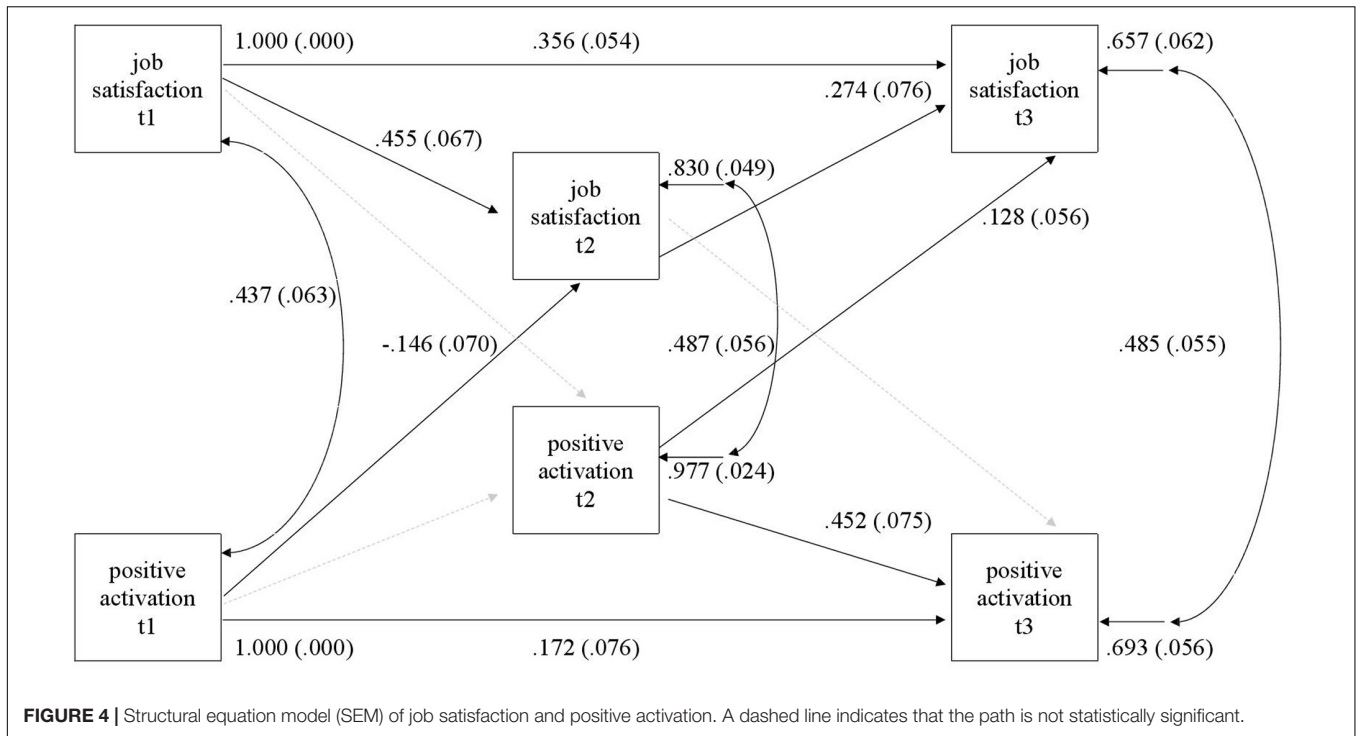 1.000 (.000)
.356 (.054)
.657 (.062)
job
satisfaction
t1
job
satisfaction
t3
.274 (.076)
.455 (.067)
.830 (.049)
job
satisfaction
t2
.128 (.056)
.437 (.063)
-.146 (.070)
.487 (.056)
.485 (.055)
positive
activation
t2
.977 (.024)
.452 (.075)
positive
activation
t1
positive
activation
t3
1.000 (.000)
.172 (.076)
.693 (.056)
FIGURE 4 | Structural equation model (SEM) of job satisfaction and positive activation. A dashed line indicates that the path is not statistically significant.